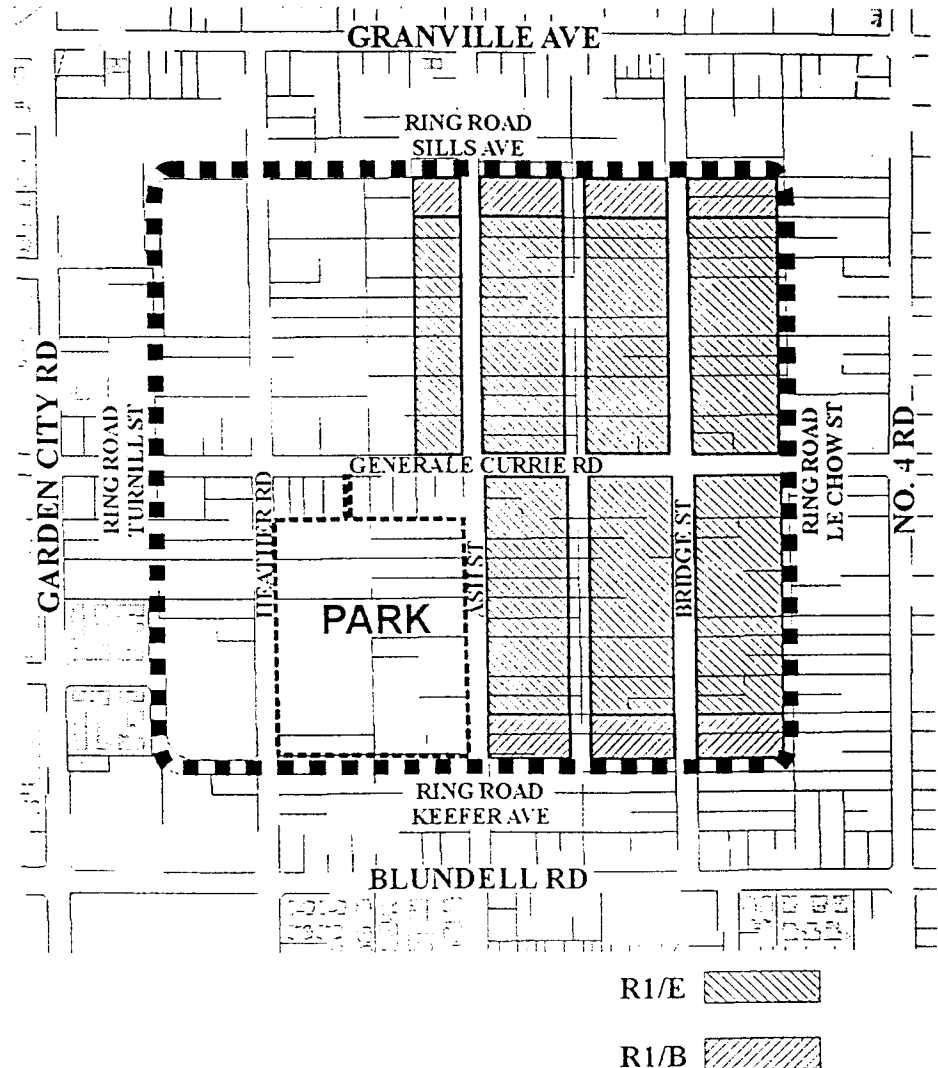 GRANVILLE AVE
RING ROAD
SILLS AVE
GARDEN CITY RD
RING ROAD
TURNILL ST
GENERALE CURRIE RD
HEATHER RD
PARK
ASH ST
BRIDGE ST
RING ROAD
LE CHOW ST
NO. 4 RD
RING ROAD
KEEFER AVE
BLUNDELL RD
R1/E
R1/B